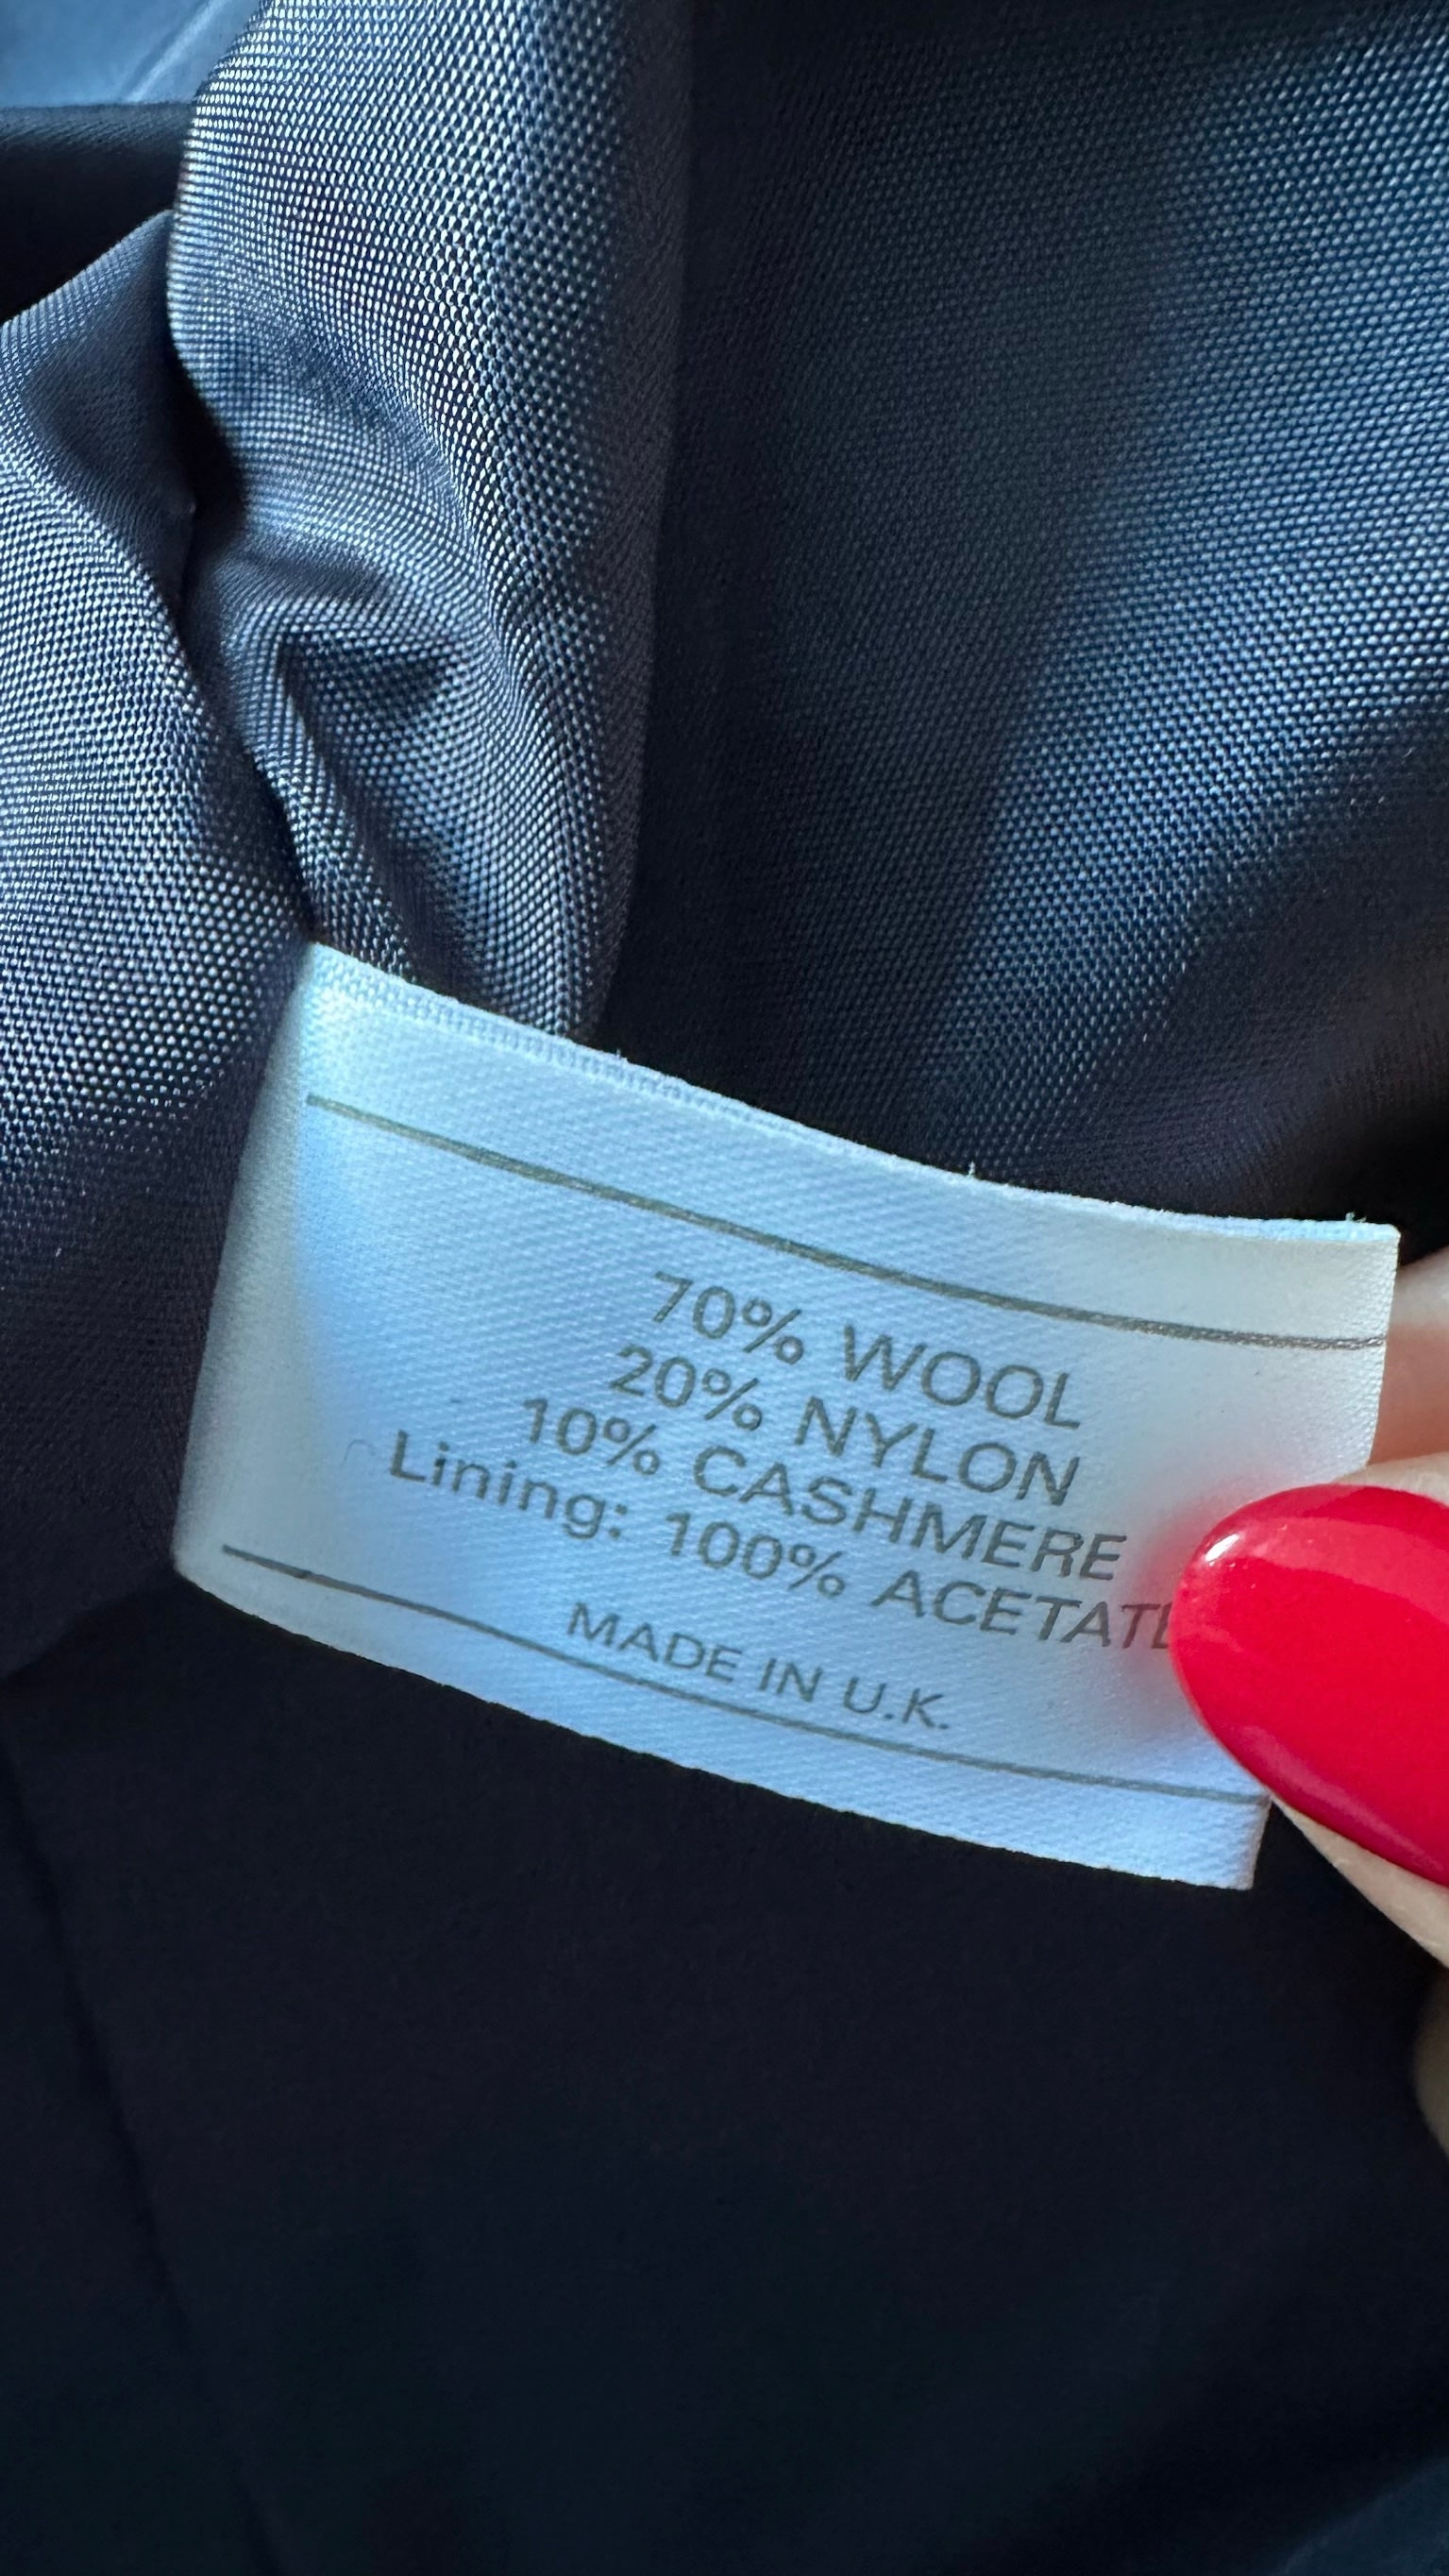 70% WOOL
20% NYLON
10% CASHMERE
Lining: 100% ACETATE
MADE IN U.K.